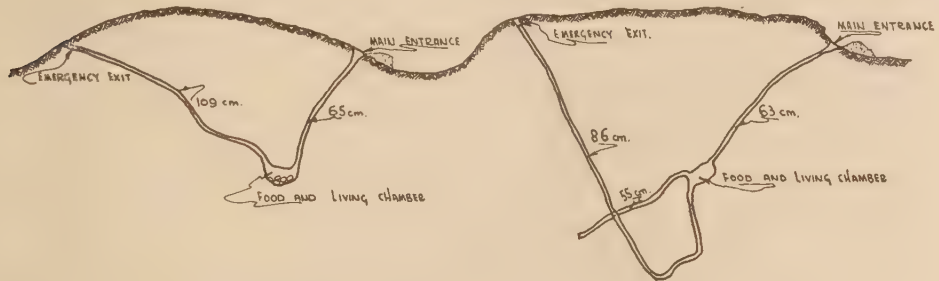 EMERGENCY EXIT
109 cm.
65 cm.
MAIN ENTRANCE
FOOD AND LIVING CHAMBER
EMERGENCY EXIT.
MAIN ENTRANCE
86 cm.
63 cm.
55 cm.
FOOD AND LIVING CHAMBER